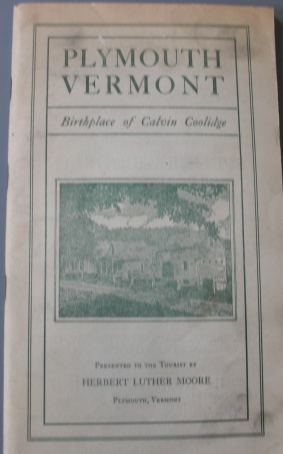 PLYMOUTH
VERMONT
Birthplace of Calvin Coolidge
PRESENTED TO THE TOURIST BY
HERBERT LUTHER MOORE
PLYMOUTH, VERMONT